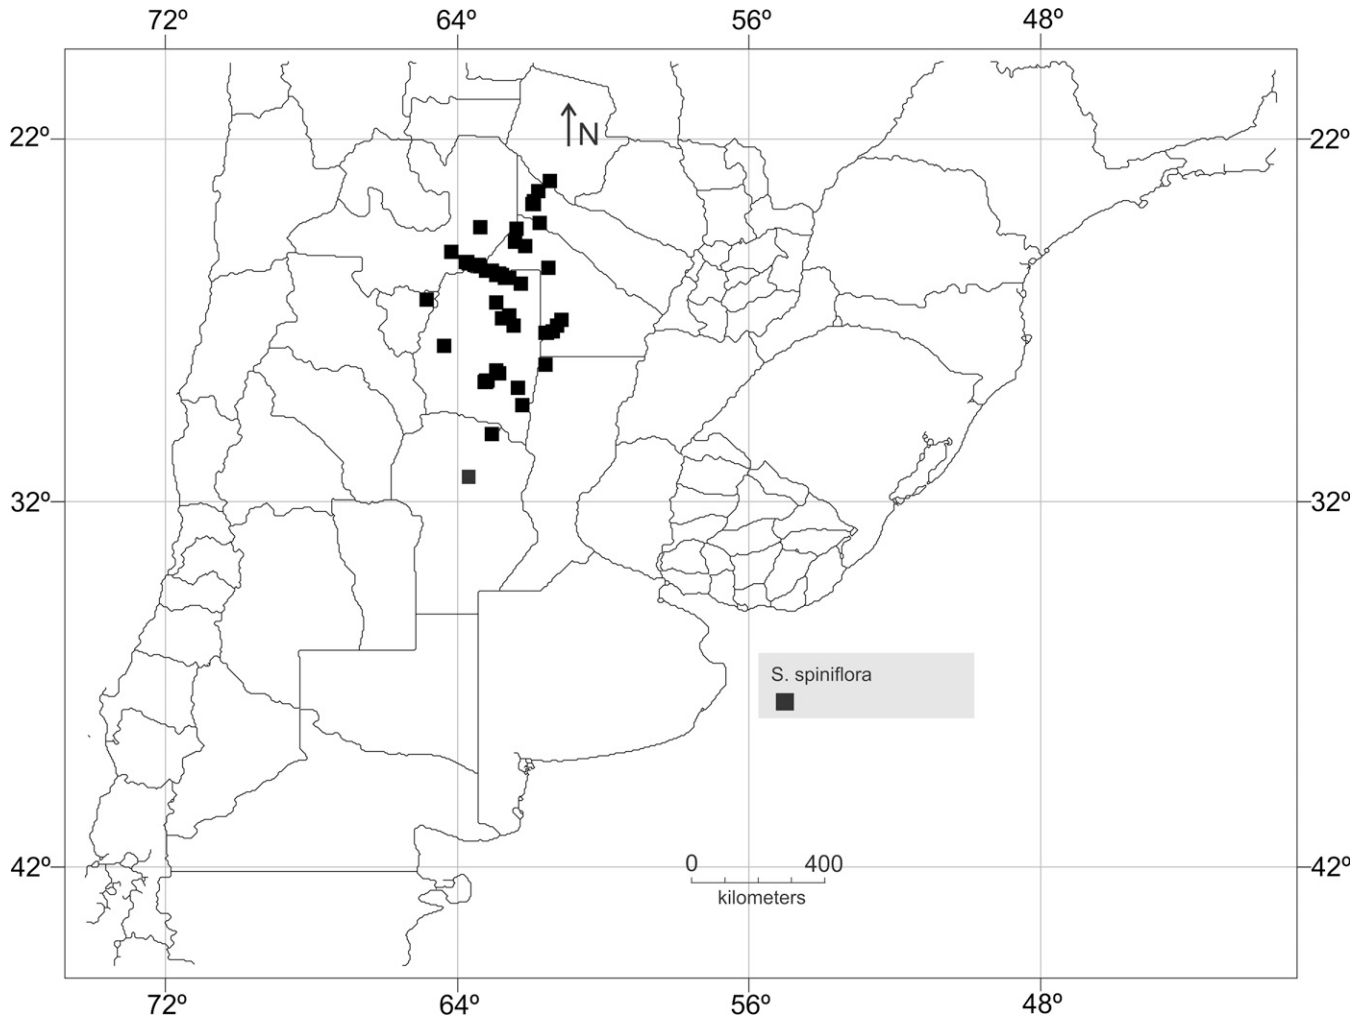 72º 64º 56º 48º
22º 22º
N
32º 32º
S. spiniflora
42º 42º
0 400
kilometers
72º 64º 56º 48º